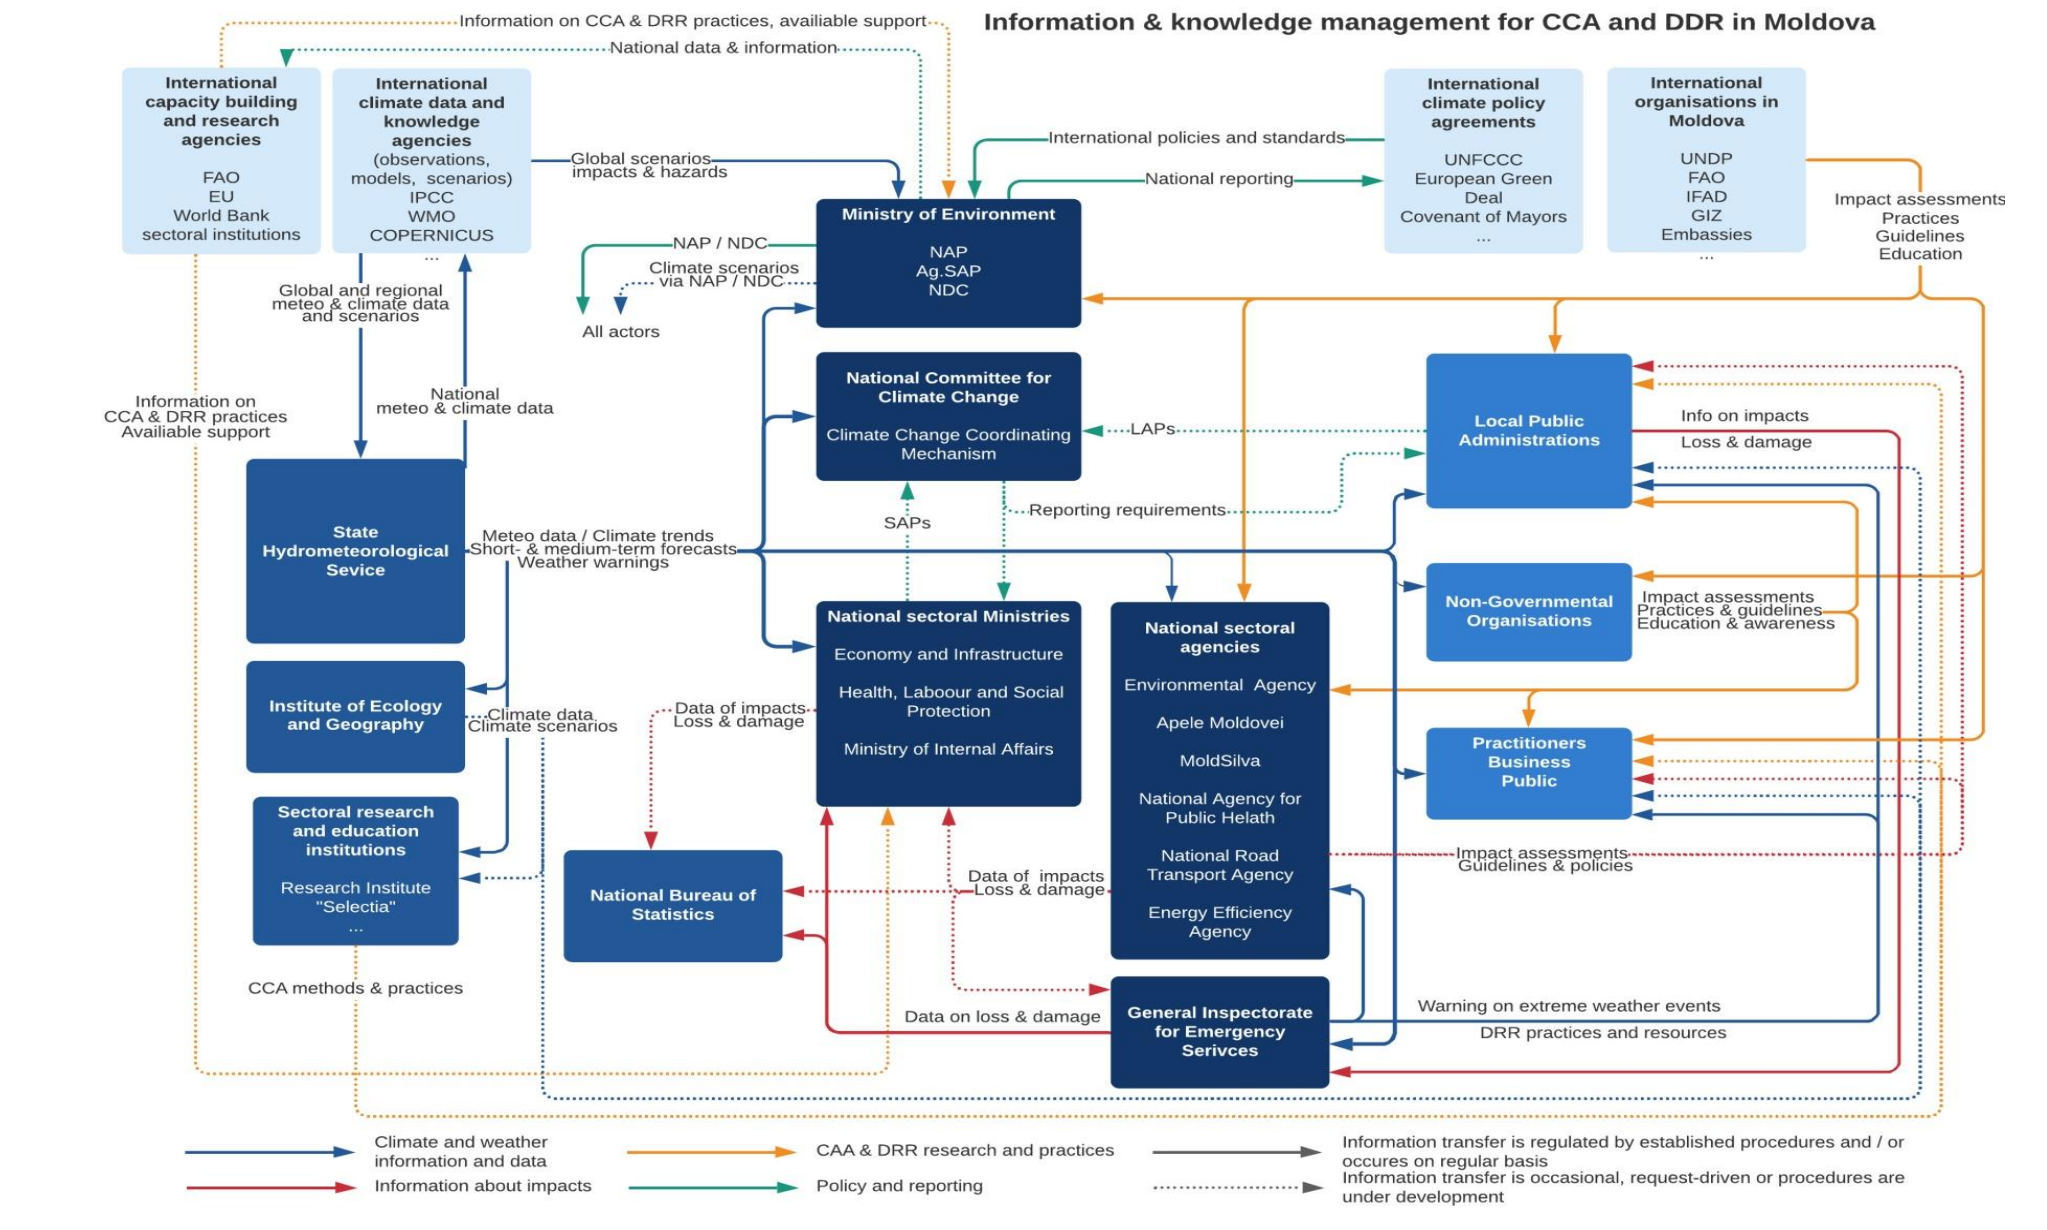 Information on CCA & DRR practices, availiable support
Information & knowledge management for CCA and DDR in Moldova
National data & information
International
capacity building
and research
agencies
FAO
EU
World Bank
sectoral institutions
International
climate data and
knowledge
agencies
(observations,
models, scenarios)
IPCC
WMO
COPERNICUS
...
Global scenarios
impacts & hazards
International policies and standards
National reporting
International
climate policy
agreements
UNFCCC
European Green
Deal
Covenant of Mayors
...
International
organisations in
Moldova
UNDP
FAO
IFAD
GIZ
Embassies
...
Impact assessments
Practices
Guidelines
Education
Ministry of Environment
NAP
Ag.SAP
NDC
NAP / NDC
Climate scenarios
via NAP / NDC
All actors
Global and regional
meteo & climate data
and scenarios
National
meteo & climate data
Information on
CCA & DRR practices
Availiable support
National Committee for
Climate Change
Climate Change Coordinating
Mechanism
LAPs
Local Public
Administrations
Info on impacts
Loss & damage
Reporting requirements
SAPs
State
Hydrometeorological
Sevice
Meteo data / Climate trends
Short- & medium-term forecasts
Weather warnings
National sectoral Ministries
Economy and Infrastructure
Health, Labour and Social
Protection
Ministry of Internal Affairs
National sectoral
agencies
Environmental Agency
Apele Moldovei
MoldSilva
National Agency for
Public Helath
National Road
Transport Agency
Energy Efficiency
Agency
Non-Governmental
Organisations
Impact assessments
Practices & guidelines
Education & awareness
Institute of Ecology
and Geography
Climate data
Climate scenarios
Data of impacts
Loss & damage
Practitioners
Business
Public
Sectoral research
and education
institutions
Research Institute
"Selectia"
...
National Bureau of
Statistics
Data of impacts
Loss & damage
Impact assessments
Guidelines & policies
CCA methods & practices
Data on loss & damage
General Inspectorate
for Emergency
Serivces
Warning on extreme weather events
DRR practices and resources
Climate and weather
information and data
Information about impacts
CAA & DRR research and practices
Policy and reporting
Information transfer is regulated by established procedures and / or
occures on regular basis
Information transfer is occasional, request-driven or procedures are
under development